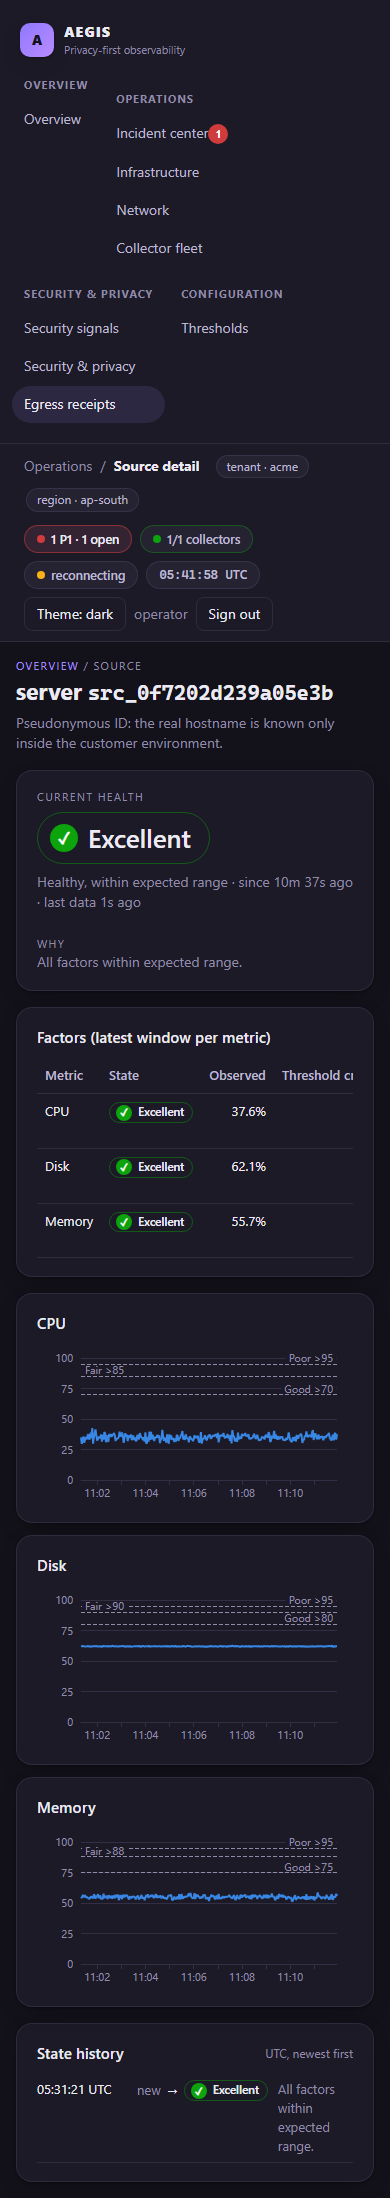 A
AEGIS
Privacy-first observability
OVERVIEW
Overview
OPERATIONS
Incident center 1
Infrastructure
Network
Collector fleet
SECURITY & PRIVACY
Security signals
Security & privacy
Egress receipts
CONFIGURATION
Thresholds
Operations / Source detail tenant · acme
region · ap-south
1 P1 · 1 open 1/1 collectors
reconnecting 05:41:58 UTC
Theme: dark operator Sign out
OVERVIEW / SOURCE
server src_0f7202d239a05e3b
Pseudonymous ID: the real hostname is known only
inside the customer environment.
CURRENT HEALTH
✓ Excellent
Healthy, within expected range · since 10m 37s ago
· last data 1s ago
WHY
All factors within expected range.
Factors (latest window per metric)
Metric State Observed Threshold cr
CPU ✓ Excellent 37.6%
Disk ✓ Excellent 62.1%
Memory ✓ Excellent 55.7%
CPU
100 Poor >95
Fair >85
75 Good >70
50
25
0
11:02 11:04 11:06 11:08 11:10
Disk
100 Poor >95
Fair >90
Good >80
75
50
25
0
11:02 11:04 11:06 11:08 11:10
Memory
100 Poor >95
Fair >88
75 Good >75
50
25
0
11:02 11:04 11:06 11:08 11:10
State history UTC, newest first
05:31:21 UTC new → ✓ Excellent All factors
within
expected
range.